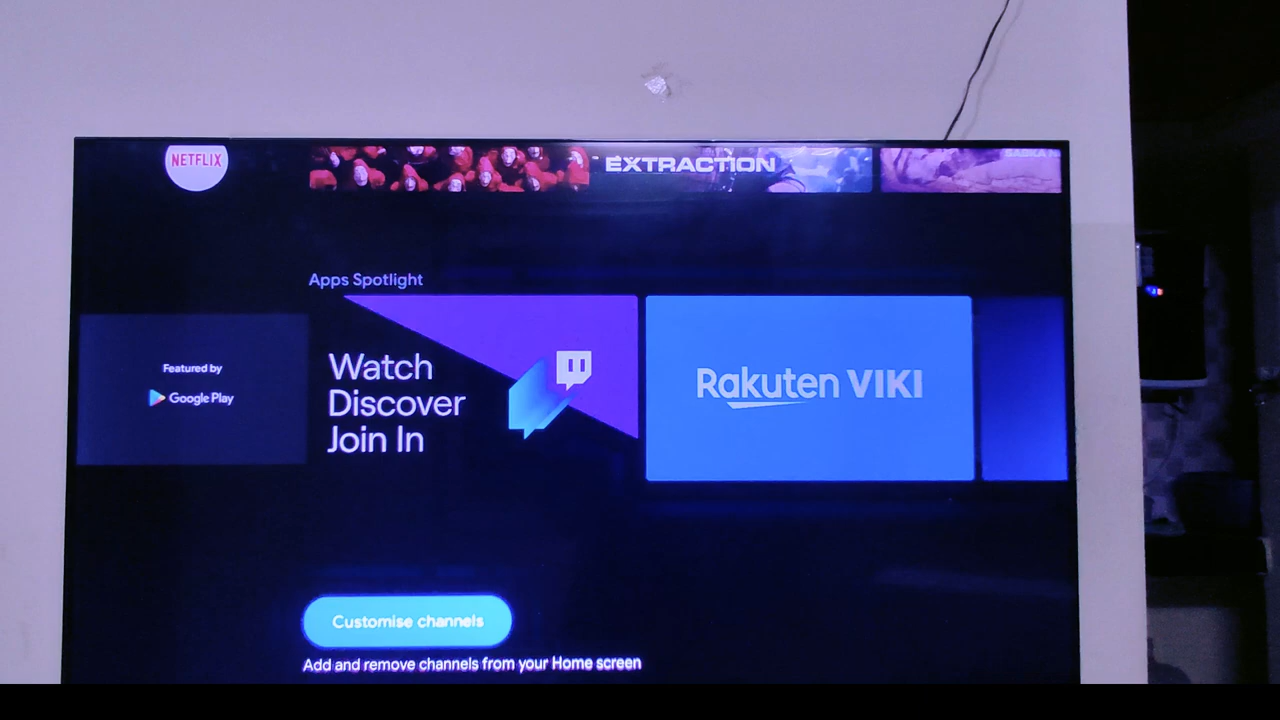 NETFLIX
EXTRACTION
Apps Spotlight
Featured by
Google Play
Watch
Discover
Join In
Rakuten VIKI
Customise channels
Add and remove channels from your Home screen